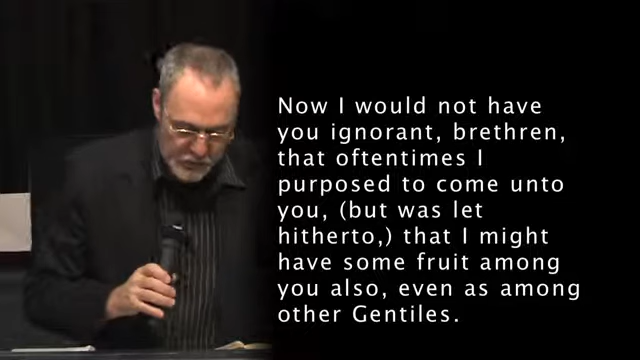 Now I would not have
you ignorant, brethren,
that oftentimes I
purposed to come unto
you, (but was let
hitherto,) that I might
have some fruit among
you also, even as among
other Gentiles.